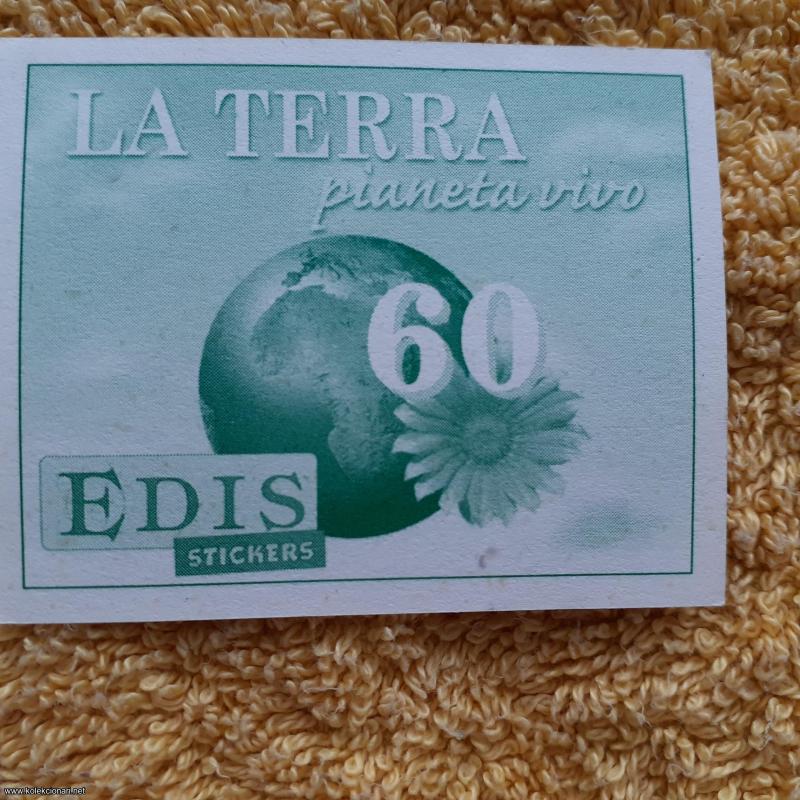 LA TERRA
pianeta vivo
60
EDIS
STICKERS
www.kolekcionari.net